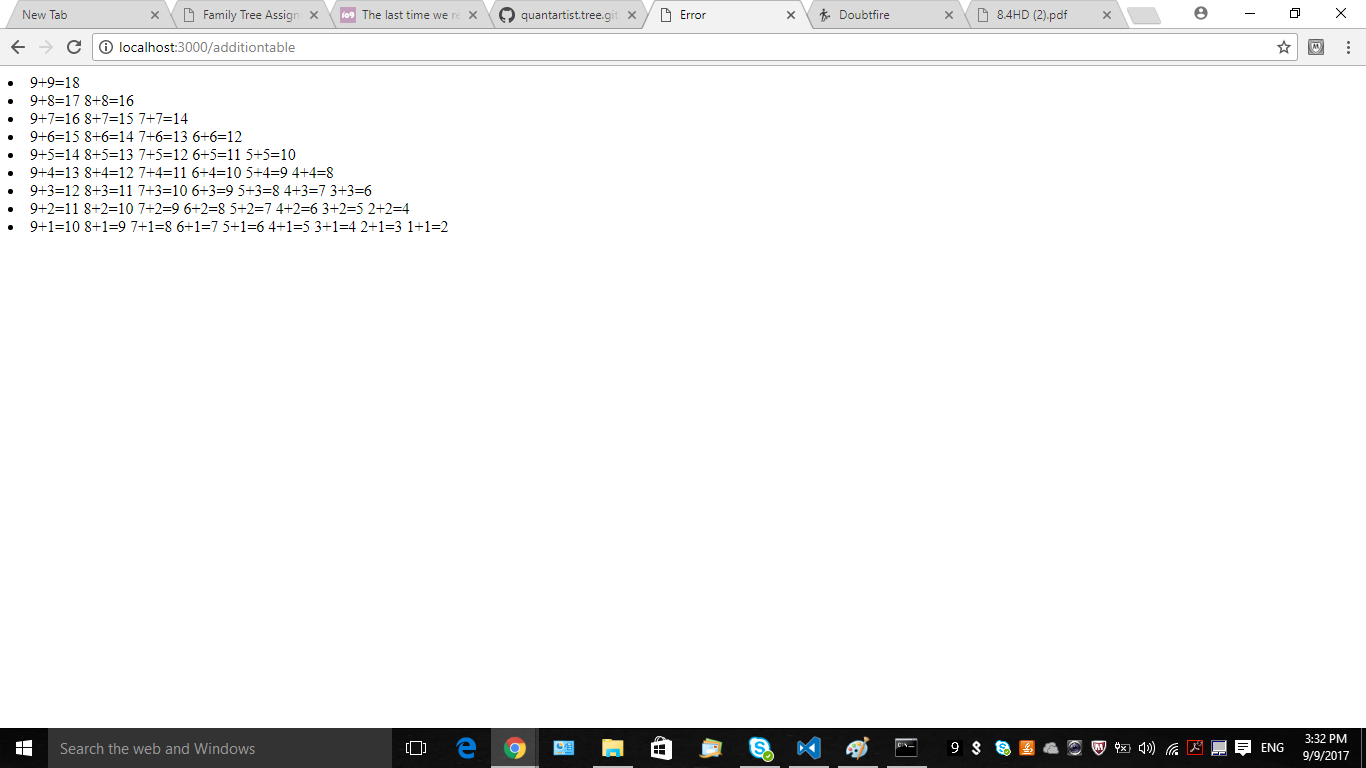 New Tab
Family Tree Assign
The last time we re
quantartist.tree.git
Error
Doubtfire
8.4HD (2).pdf
localhost:3000/additiontable
9+9=18
9+8=17 8+8=16
9+7=16 8+7=15 7+7=14
9+6=15 8+6=14 7+6=13 6+6=12
9+5=14 8+5=13 7+5=12 6+5=11 5+5=10
9+4=13 8+4=12 7+4=11 6+4=10 5+4=9 4+4=8
9+3=12 8+3=11 7+3=10 6+3=9 5+3=8 4+3=7 3+3=6
9+2=11 8+2=10 7+2=9 6+2=8 5+2=7 4+2=6 3+2=5 2+2=4
9+1=10 8+1=9 7+1=8 6+1=7 5+1=6 4+1=5 3+1=4 2+1=3 1+1=2
Search the web and Windows
9
ENG
3:32 PM
9/9/2017